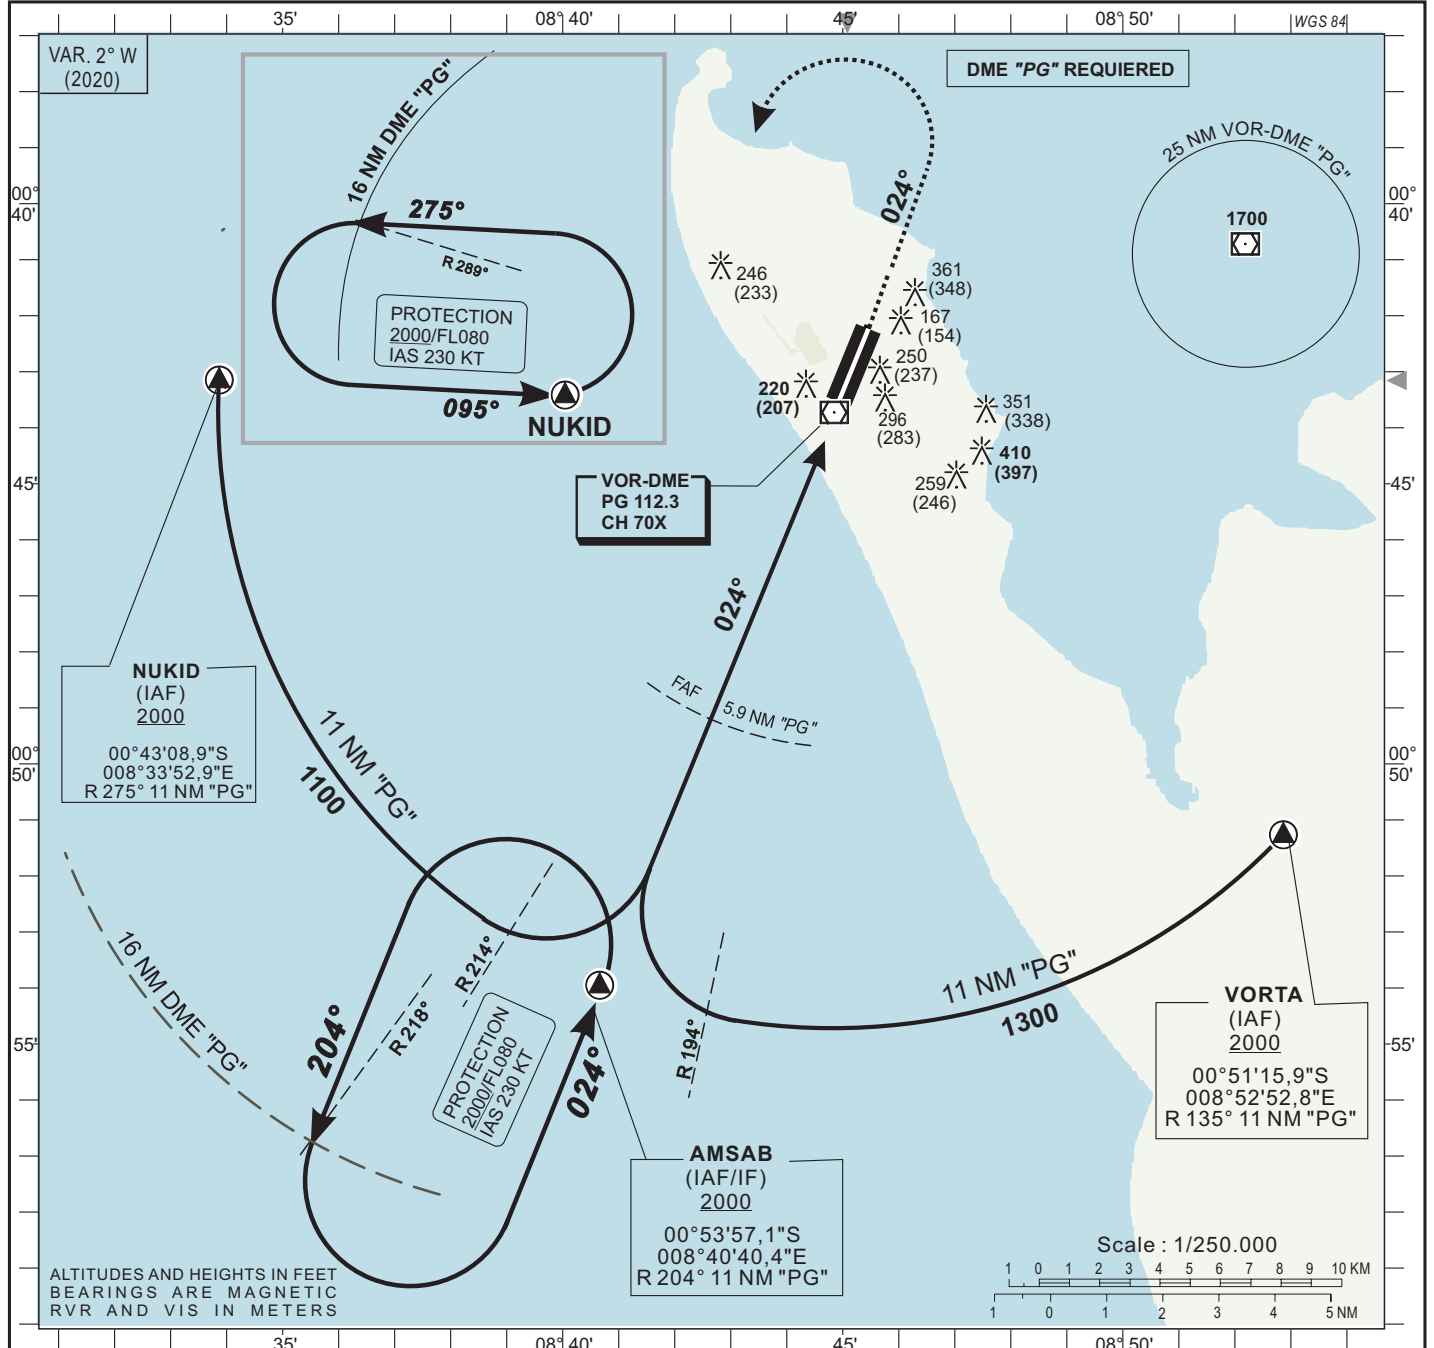 35'
08° 40'
45'
08° 50'
WGS 84
VAR. 2° W
(2020)
DME "PG" REQUIERED
16 NM DME "PG"
275°
R 289°
PROTECTION
2000/FL080
IAS 230 KT
095°
NUKID
25 NM VOR-DME "PG"
1700
00°
40'
00°
40'
024°
246
(233)
361
(348)
167
(154)
250
(237)
220
(207)
296
(283)
351
(338)
410
(397)
259
(246)
45'
45'
VOR-DME
PG 112.3
CH 70X
024°
FAF
5.9 NM "PG"
NUKID
(IAF)
2000
00°43'08,9"S
008°33'52,9"E
R 275° 11 NM "PG"
11 NM "PG"
1100
00°
50'
00°
50'
16 NM DME "PG"
204°
R 218°
R 214°
PROTECTION
2000/FL080
IAS 230 KT
024°
R 194°
11 NM "PG"
1300
VORTA
(IAF)
2000
00°51'15,9"S
008°52'52,8"E
R 135° 11 NM "PG"
55'
55'
AMSAB
(IAF/IF)
2000
00°53'57,1"S
008°40'40,4"E
R 204° 11 NM "PG"
Scale : 1/250.000
1 0 1 2 3 4 5 6 7 8 9 10 KM
1 0 1 2 3 4 5 NM
ALTITUDES AND HEIGHTS IN FEET
BEARINGS ARE MAGNETIC
RVR AND VIS IN METERS
35'
08° 40'
45'
08° 50'